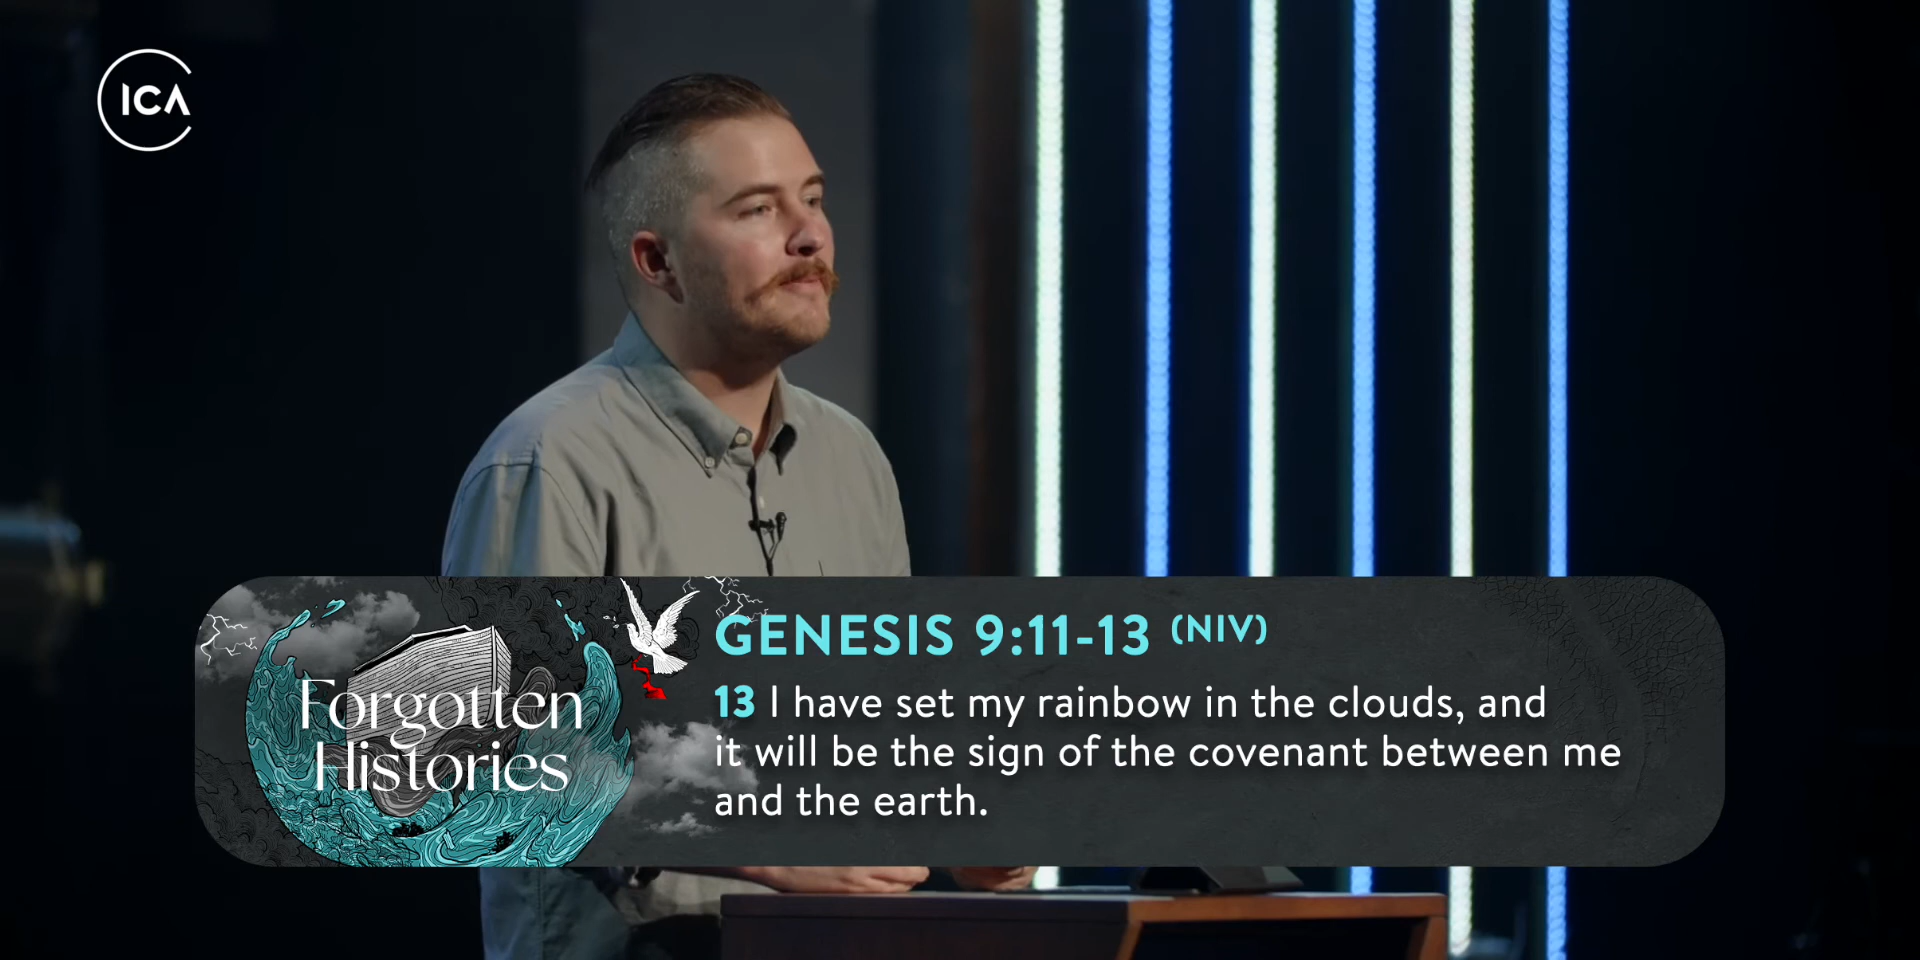 ICA
Forgotten
Histories
GENESIS 9:11-13 (NIV)
13 I have set my rainbow in the clouds, and
it will be the sign of the covenant between me
and the earth.